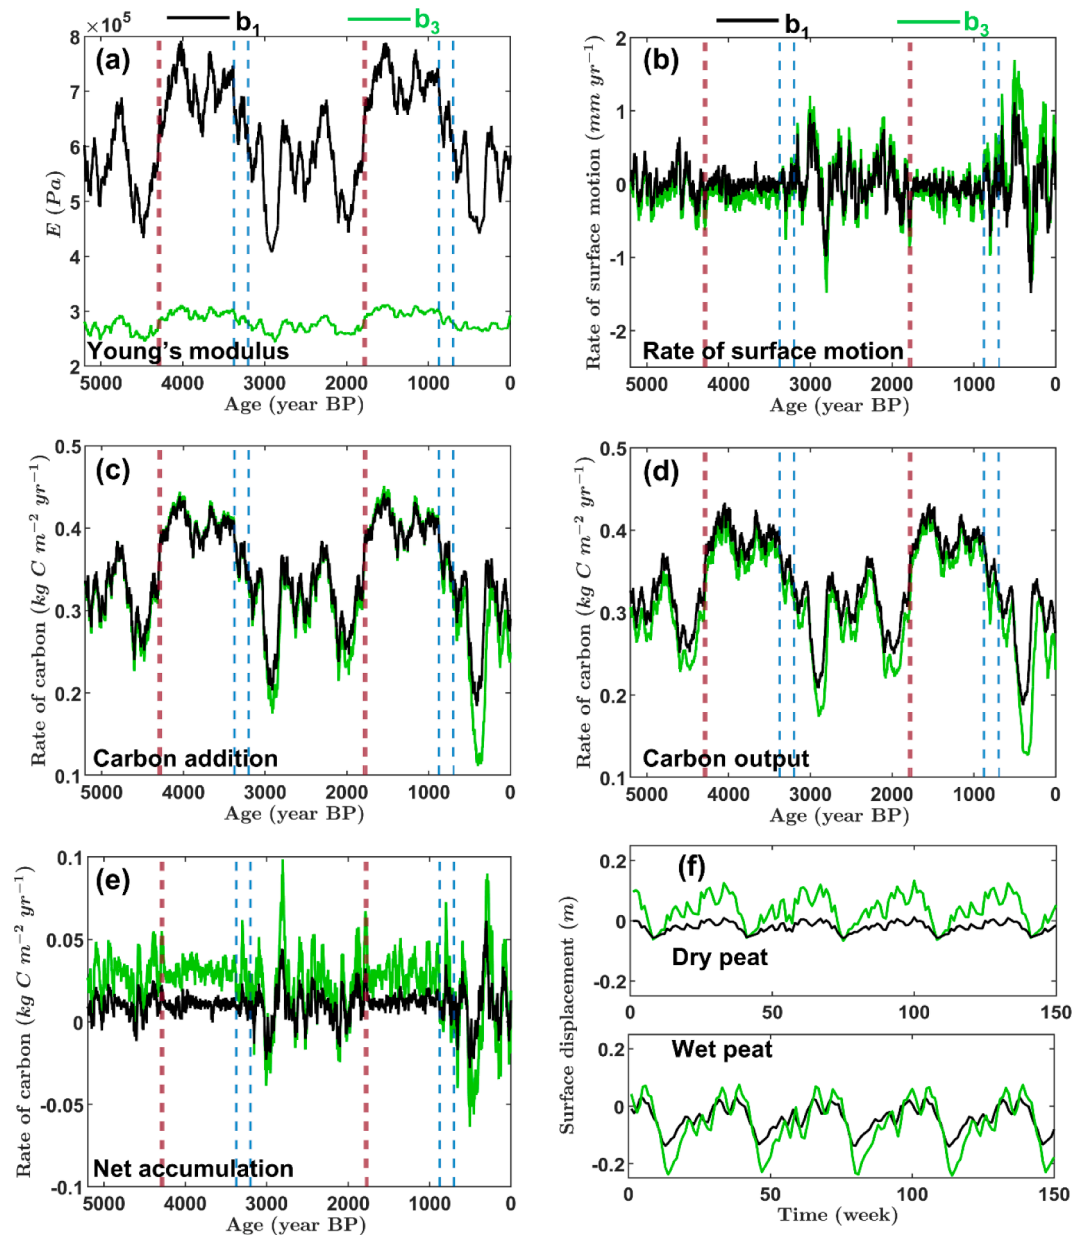 b₁ b₃
b₁ b₃
×10⁵
(a)
8
7
6
5
4
3
2
E (Pa)
Young's modulus
5000 4000 3000 2000 1000 0
Age (year BP)
(b)
2
1
0
-1
-2
Rate of surface motion (mm yr⁻¹)
Rate of surface motion
5000 4000 3000 2000 1000 0
Age (year BP)
(c)
0.5
0.4
0.3
0.2
0.1
Rate of carbon (kg C m⁻² yr⁻¹)
Carbon addition
5000 4000 3000 2000 1000 0
Age (year BP)
(d)
0.5
0.4
0.3
0.2
0.1
Rate of carbon (kg C m⁻² yr⁻¹)
Carbon output
5000 4000 3000 2000 1000 0
Age (year BP)
(e)
0.1
0.05
0
-0.05
-0.1
Rate of carbon (kg C m⁻² yr⁻¹)
Net accumulation
5000 4000 3000 2000 1000 0
Age (year BP)
(f)
0.2
0
-0.2
Dry peat
0 50 100 150
Surface displacement (m)
Wet peat
0.2
0
-0.2
0 50 100 150
Time (week)